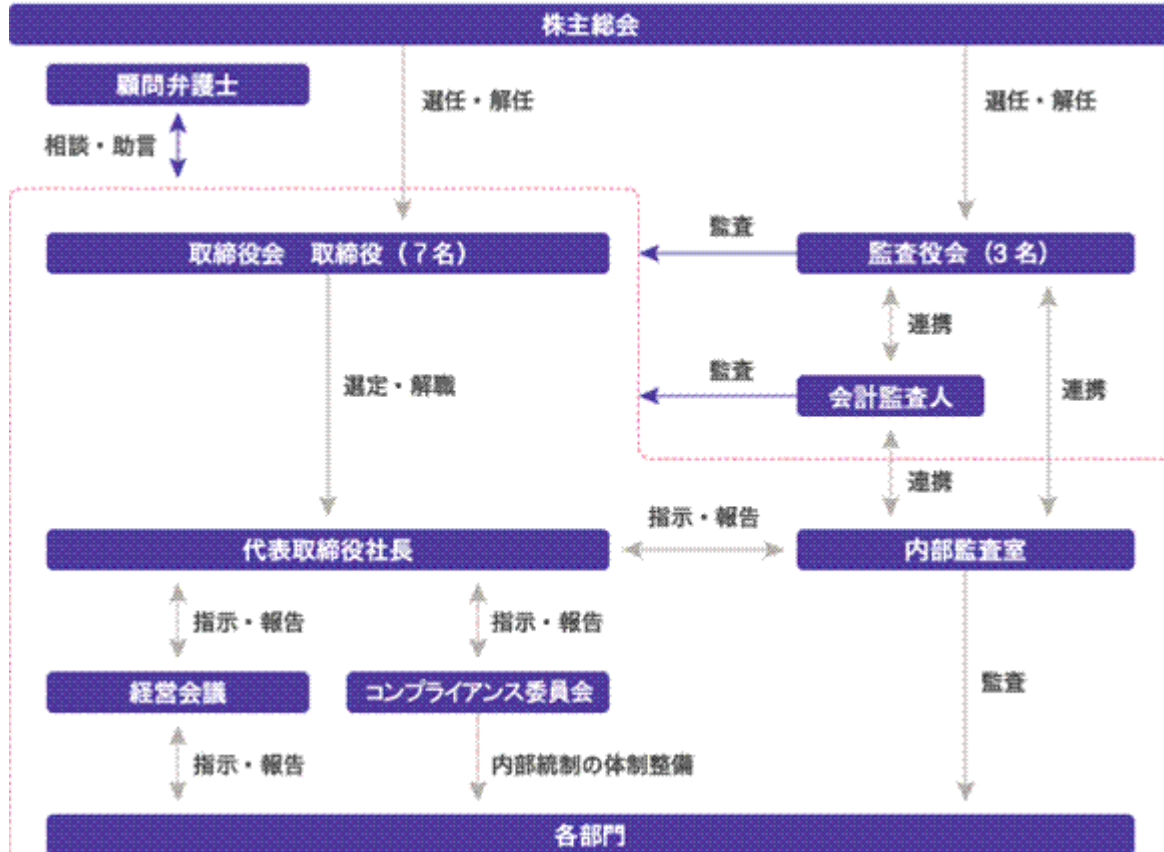 株主総会
顧問弁護士
選任・解任
選任・解任
相談・助言
取締役会　取締役（7名）
監査
監査役会（3名）
連携
選定・解職
監査
会計監査人
連携
連携
指示・報告
代表取締役社長
内部監査室
指示・報告
指示・報告
経営会議
コンプライアンス委員会
監査
指示・報告
内部統制の体制整備
各部門